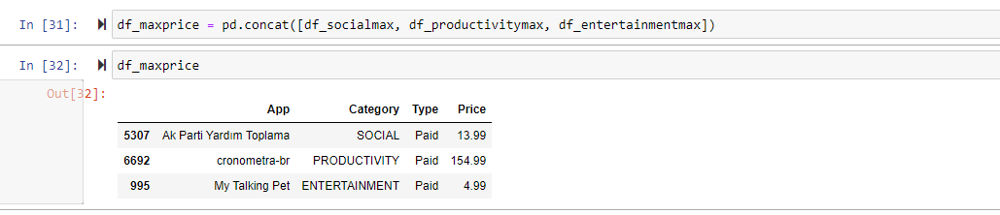 In [31]: df_maxprice = pd.concat([df_socialmax, df_productivitymax, df_entertainmentmax])
In [32]: df_maxprice
Out[32]:
App Category Type Price
5307 Ak Parti Yardım Toplama SOCIAL Paid 13.99
6692 cronometra-br PRODUCTIVITY Paid 154.99
995 My Talking Pet ENTERTAINMENT Paid 4.99